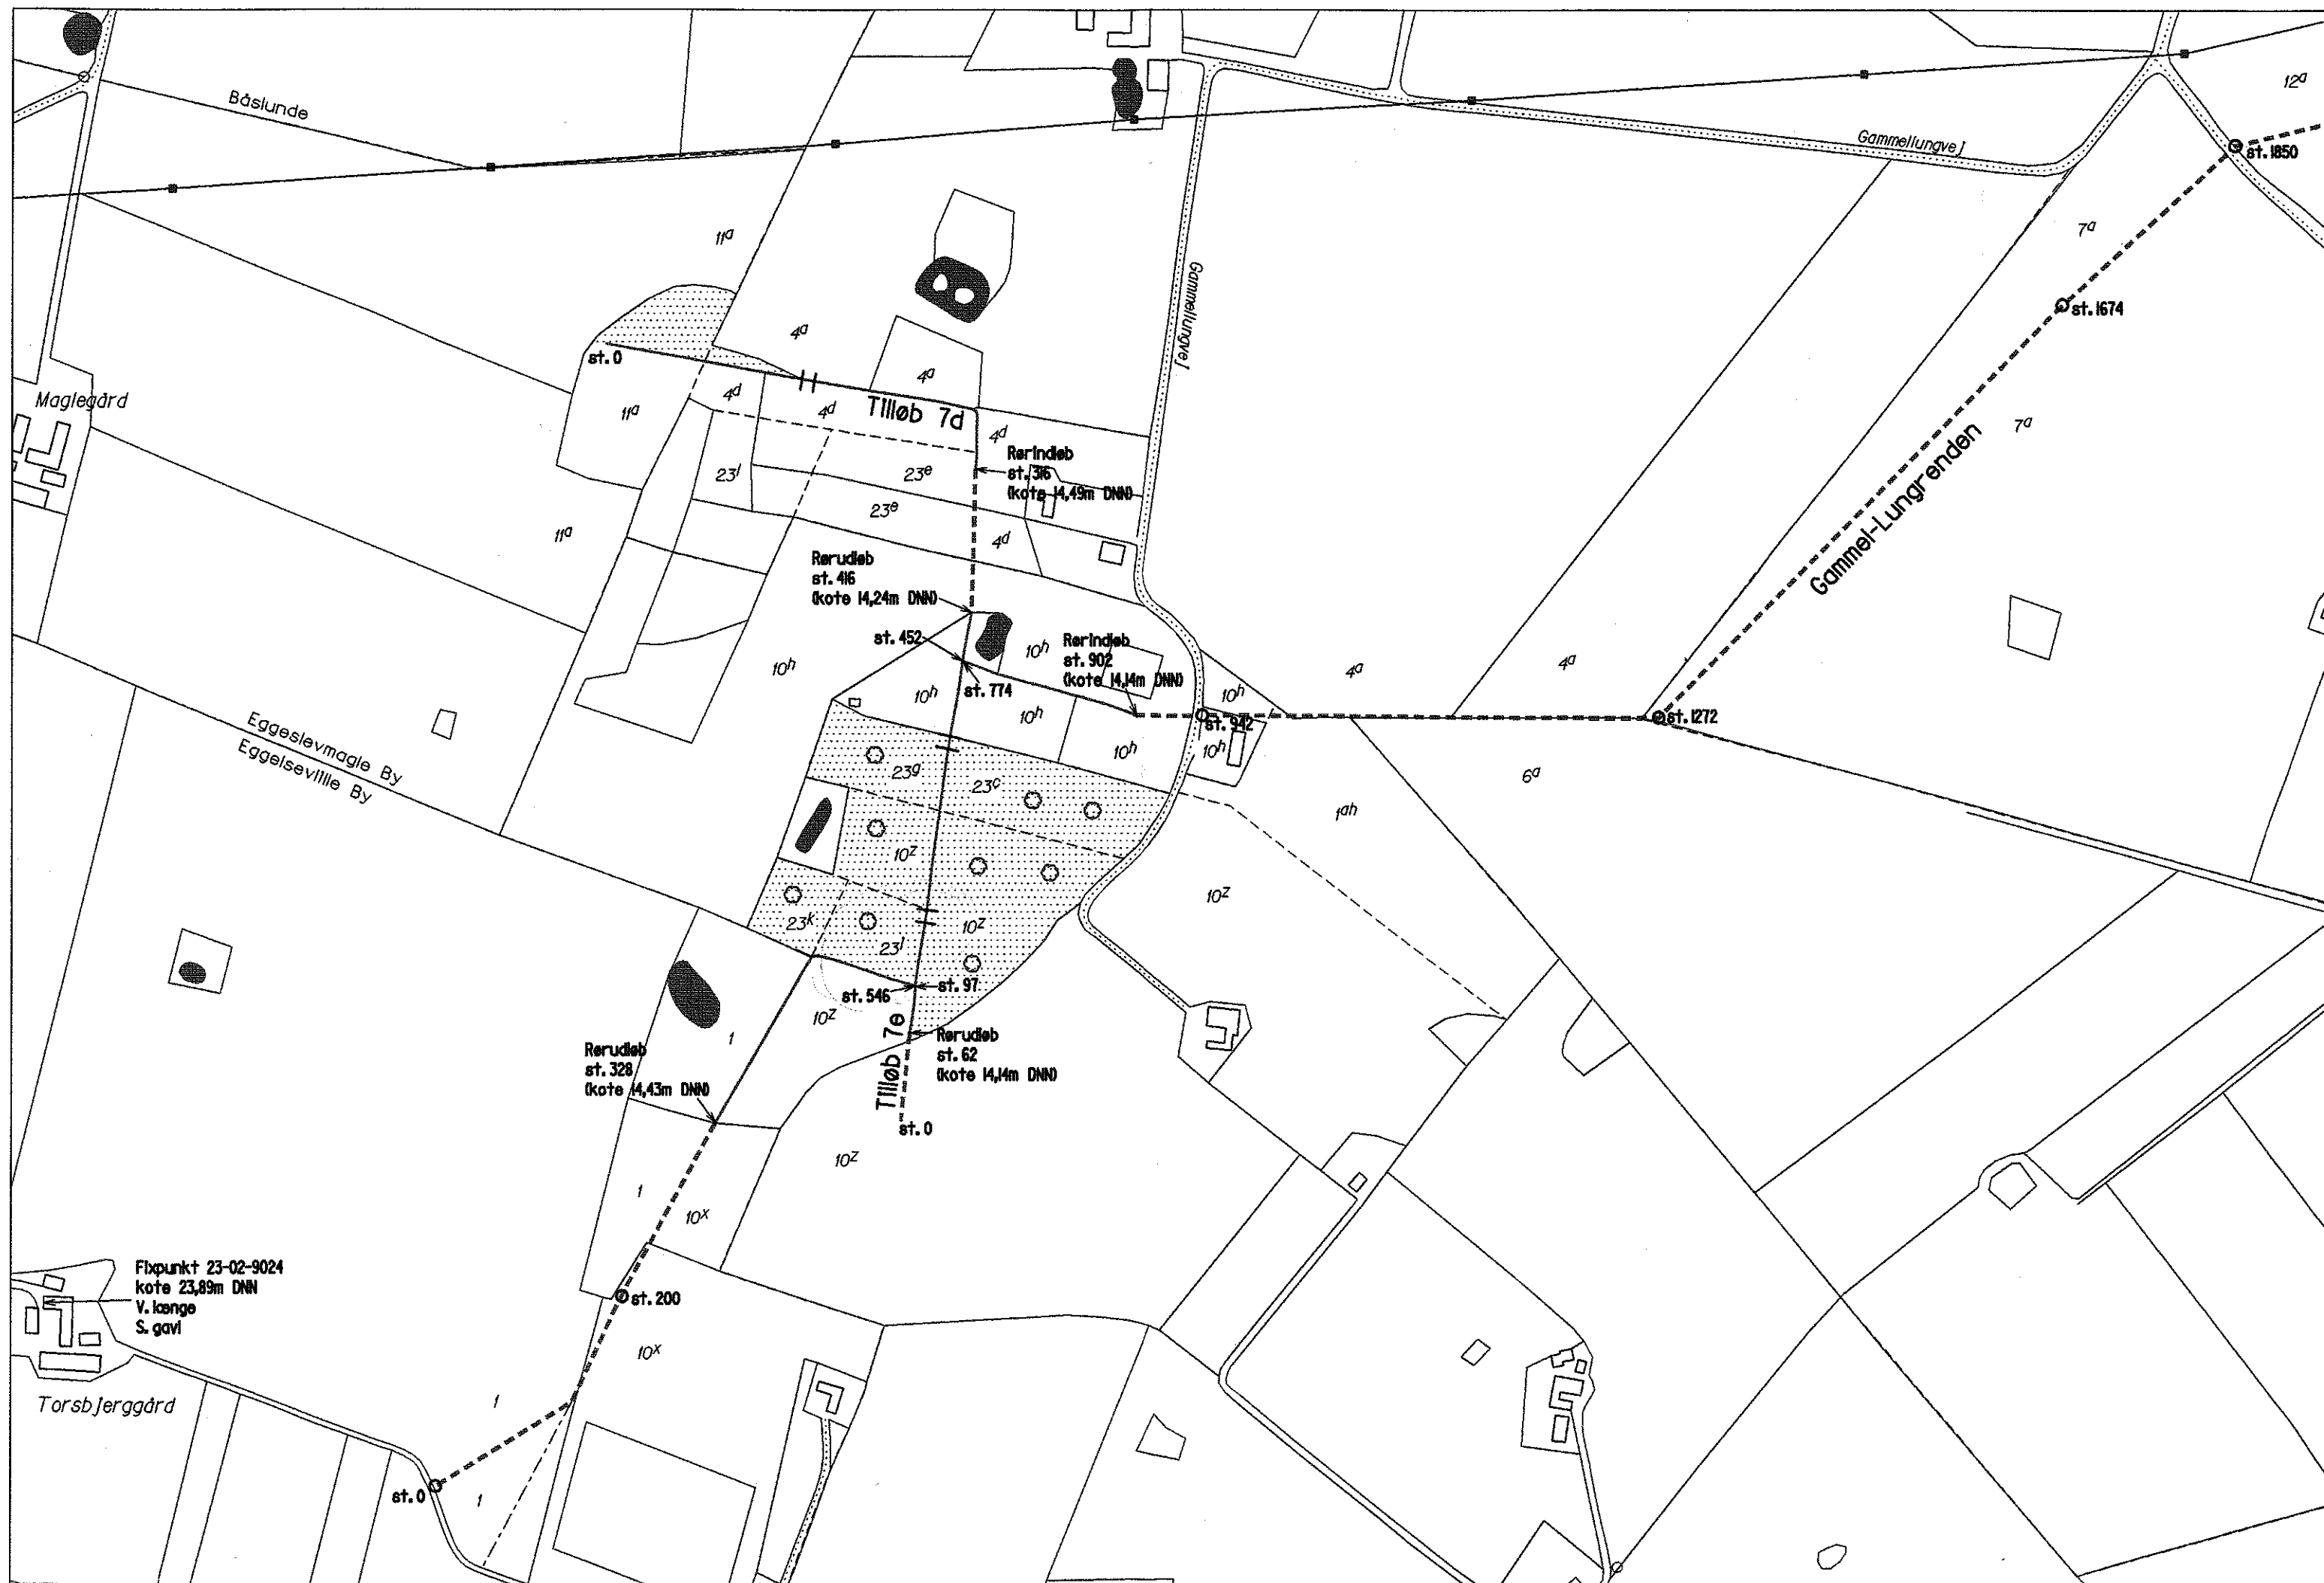 12ª
Båslunde
Gammellungvej
st. 1850
7ª
11ª
Gammellungvej
st. 1674
4ª
st. 0
4ª
Maglegård
4ᵈ
11ª
4ᵈ
Tilløb 7d
7ª
4ᵈ
Rørindløb
st. 316
(kote 14,49m DNN)
23ˡ
23ᵉ
23ᵉ
11ª
4ᵈ
Gammel-Lungrenden
Rørudløb
st. 416
(kote 14,24m DNN)
st. 452
10ʰ
Rørindløb
st. 902
(kote 14,14m DNN)
10ʰ
4ª
4ª
st. 774
10ʰ
10ʰ
10ʰ
st. 942
st. 1272
Eggeslevmagle By
Eggelseville By
10ʰ
10ʰ
23ᵍ
23ᶜ
6ª
1ªʰ
10ᶻ
10ᶻ
23ᵏ
10ᶻ
23ˡ
st. 546
st. 97
10ᶻ
Tilløb 7e
1
Rørudløb
st. 62
(kote 14,14m DNN)
Rørudløb
st. 328
(kote 14,43m DNN)
st. 0
10ᶻ
1
10ˣ
Fixpunkt 23-02-9024
kote 23,89m DNN
V. længe
S. gavl
st. 200
10ˣ
Torsbjerggård
1
st. 0
1